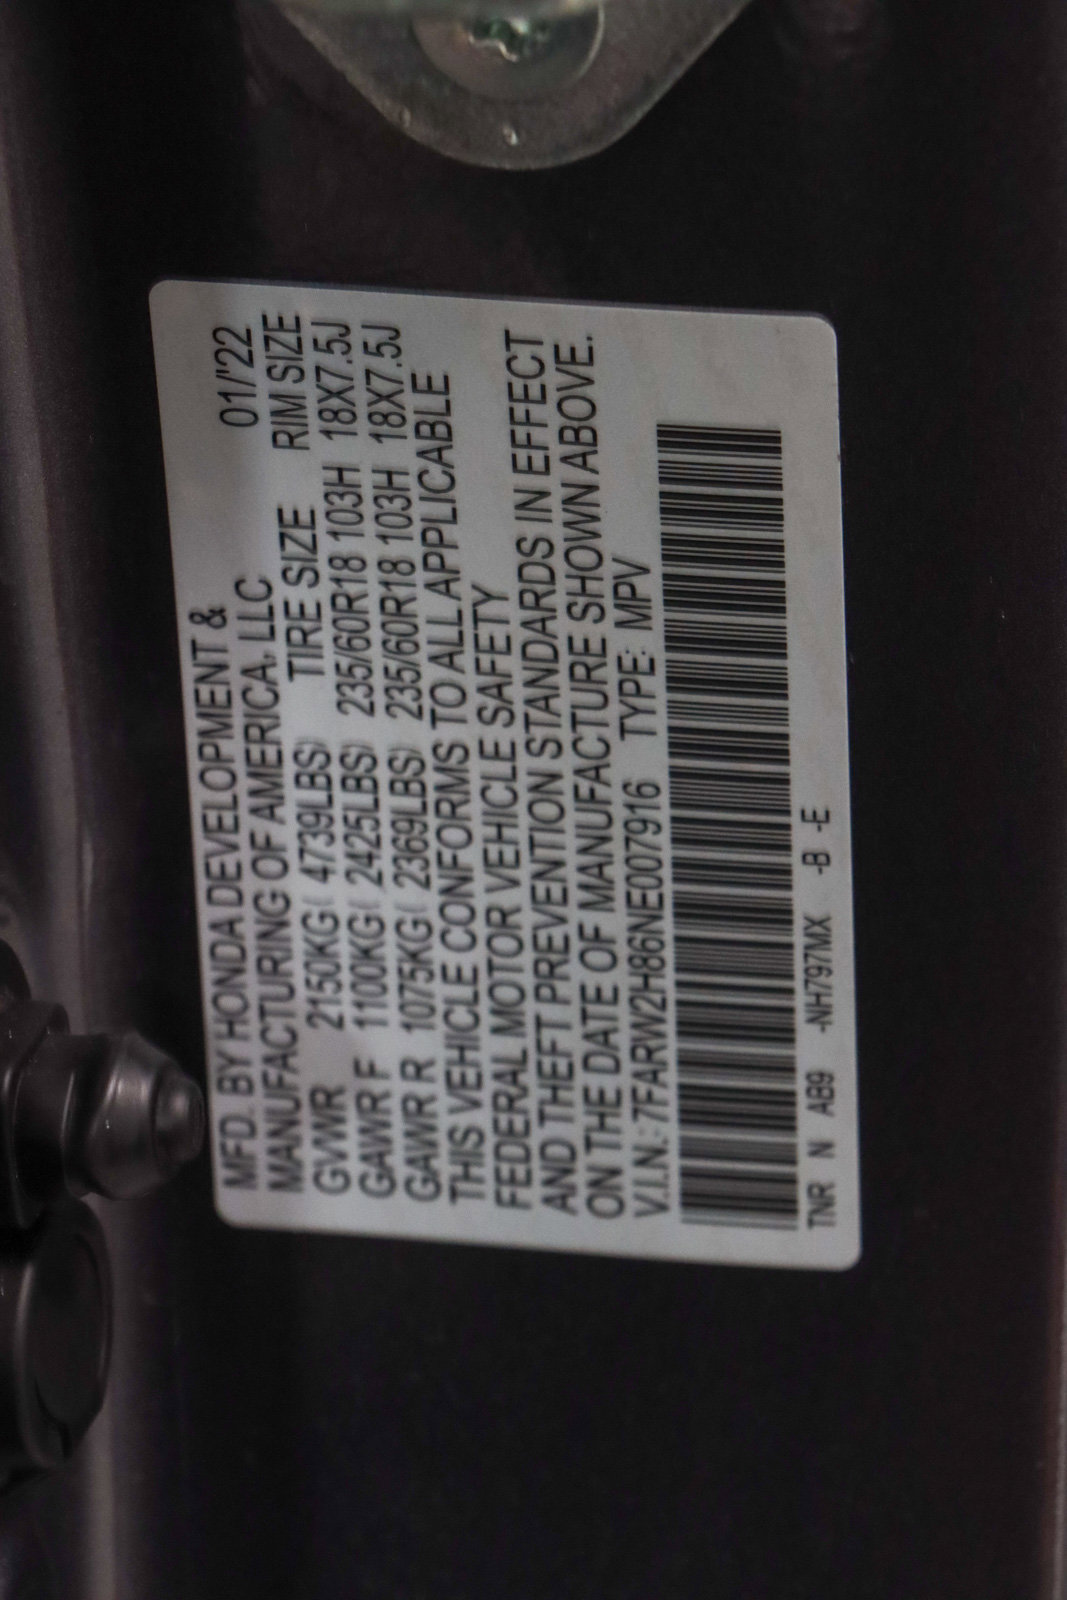 MFD. BY HONDA DEVELOPMENT &
MANUFACTURING OF AMERICA, LLC 01/'22
GVWR 2150KG( 4739LBS) TIRE SIZE RIM SIZE
GAWR F 1100KG( 2425LBS) 235/60R18 103H 18X7.5J
GAWR R 1075KG( 2369LBS) 235/60R18 103H 18X7.5J
THIS VEHICLE CONFORMS TO ALL APPLICABLE
FEDERAL MOTOR VEHICLE SAFETY
AND THEFT PREVENTION STANDARDS IN EFFECT
ON THE DATE OF MANUFACTURE SHOWN ABOVE.
V.I.N.: 7FARW2H86NE007916 TYPE: MPV
TNR N AB9 -NH797MX -B -E